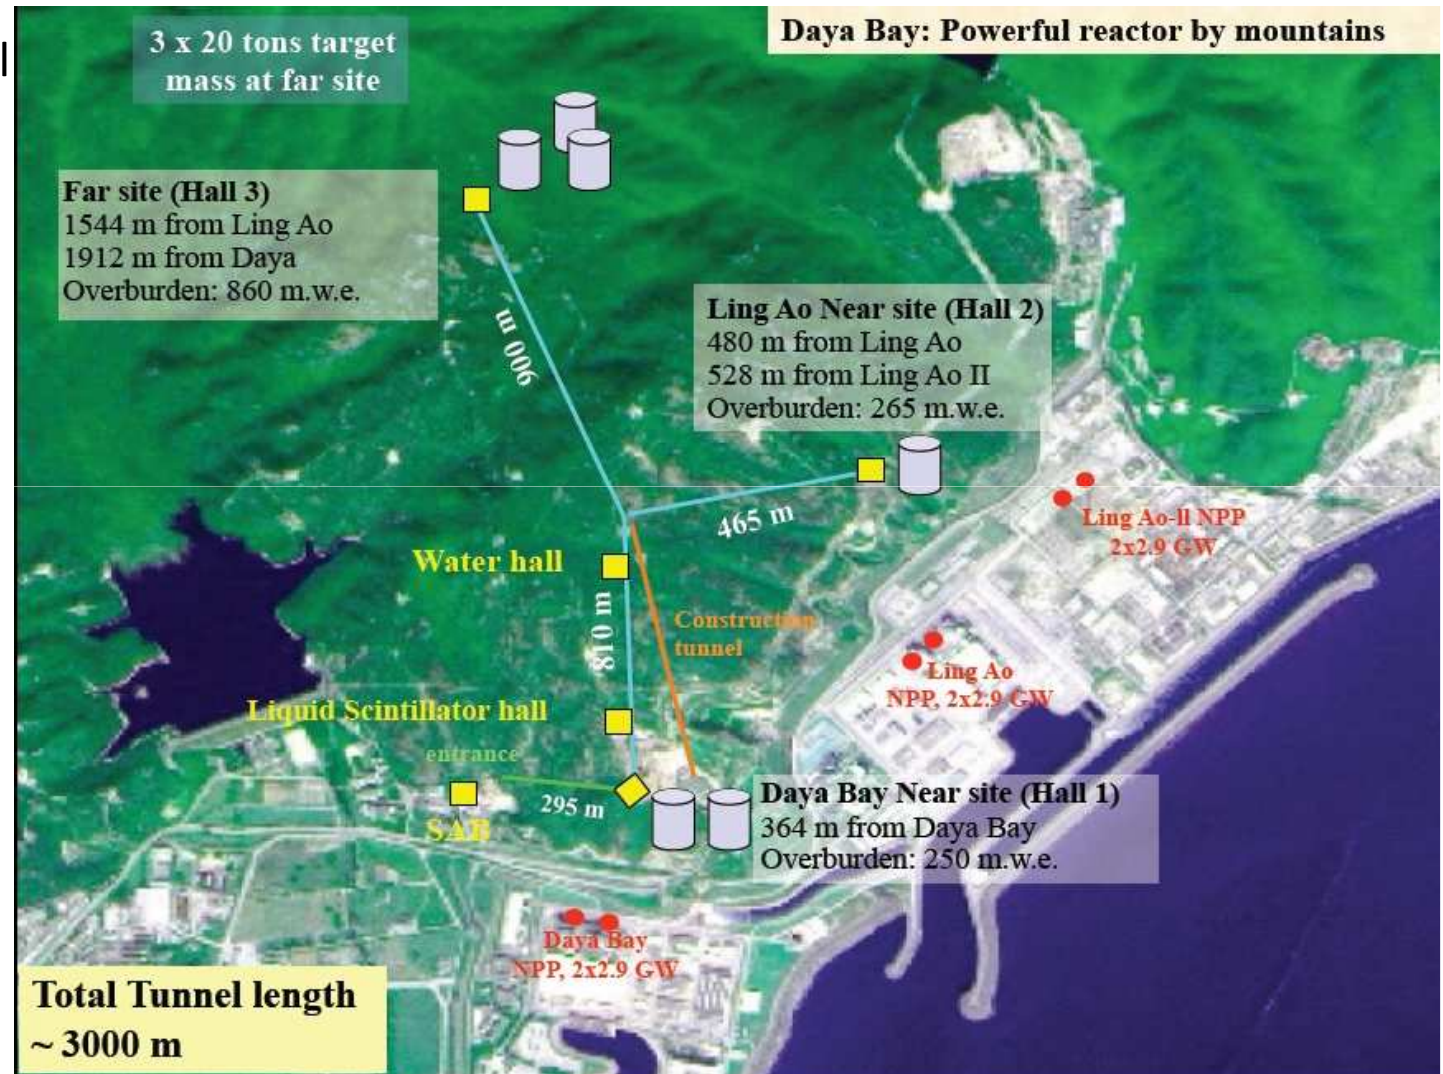 Daya Bay: Powerful reactor by mountains
3 x 20 tons target
mass at far site
Far site (Hall 3)
1544 m from Ling Ao
1912 m from Daya
Overburden: 860 m.w.e.
900 m
Ling Ao Near site (Hall 2)
480 m from Ling Ao
528 m from Ling Ao II
Overburden: 265 m.w.e.
465 m
Ling Ao-ll NPP
2x2.9 GW
Water hall
810 m
Construction
tunnel
Ling Ao
NPP, 2x2.9 GW
Liquid Scintillator hall
entrance
295 m
SAB
Daya Bay Near site (Hall 1)
364 m from Daya Bay
Overburden: 250 m.w.e.
Daya Bay
NPP, 2x2.9 GW
Total Tunnel length
~ 3000 m